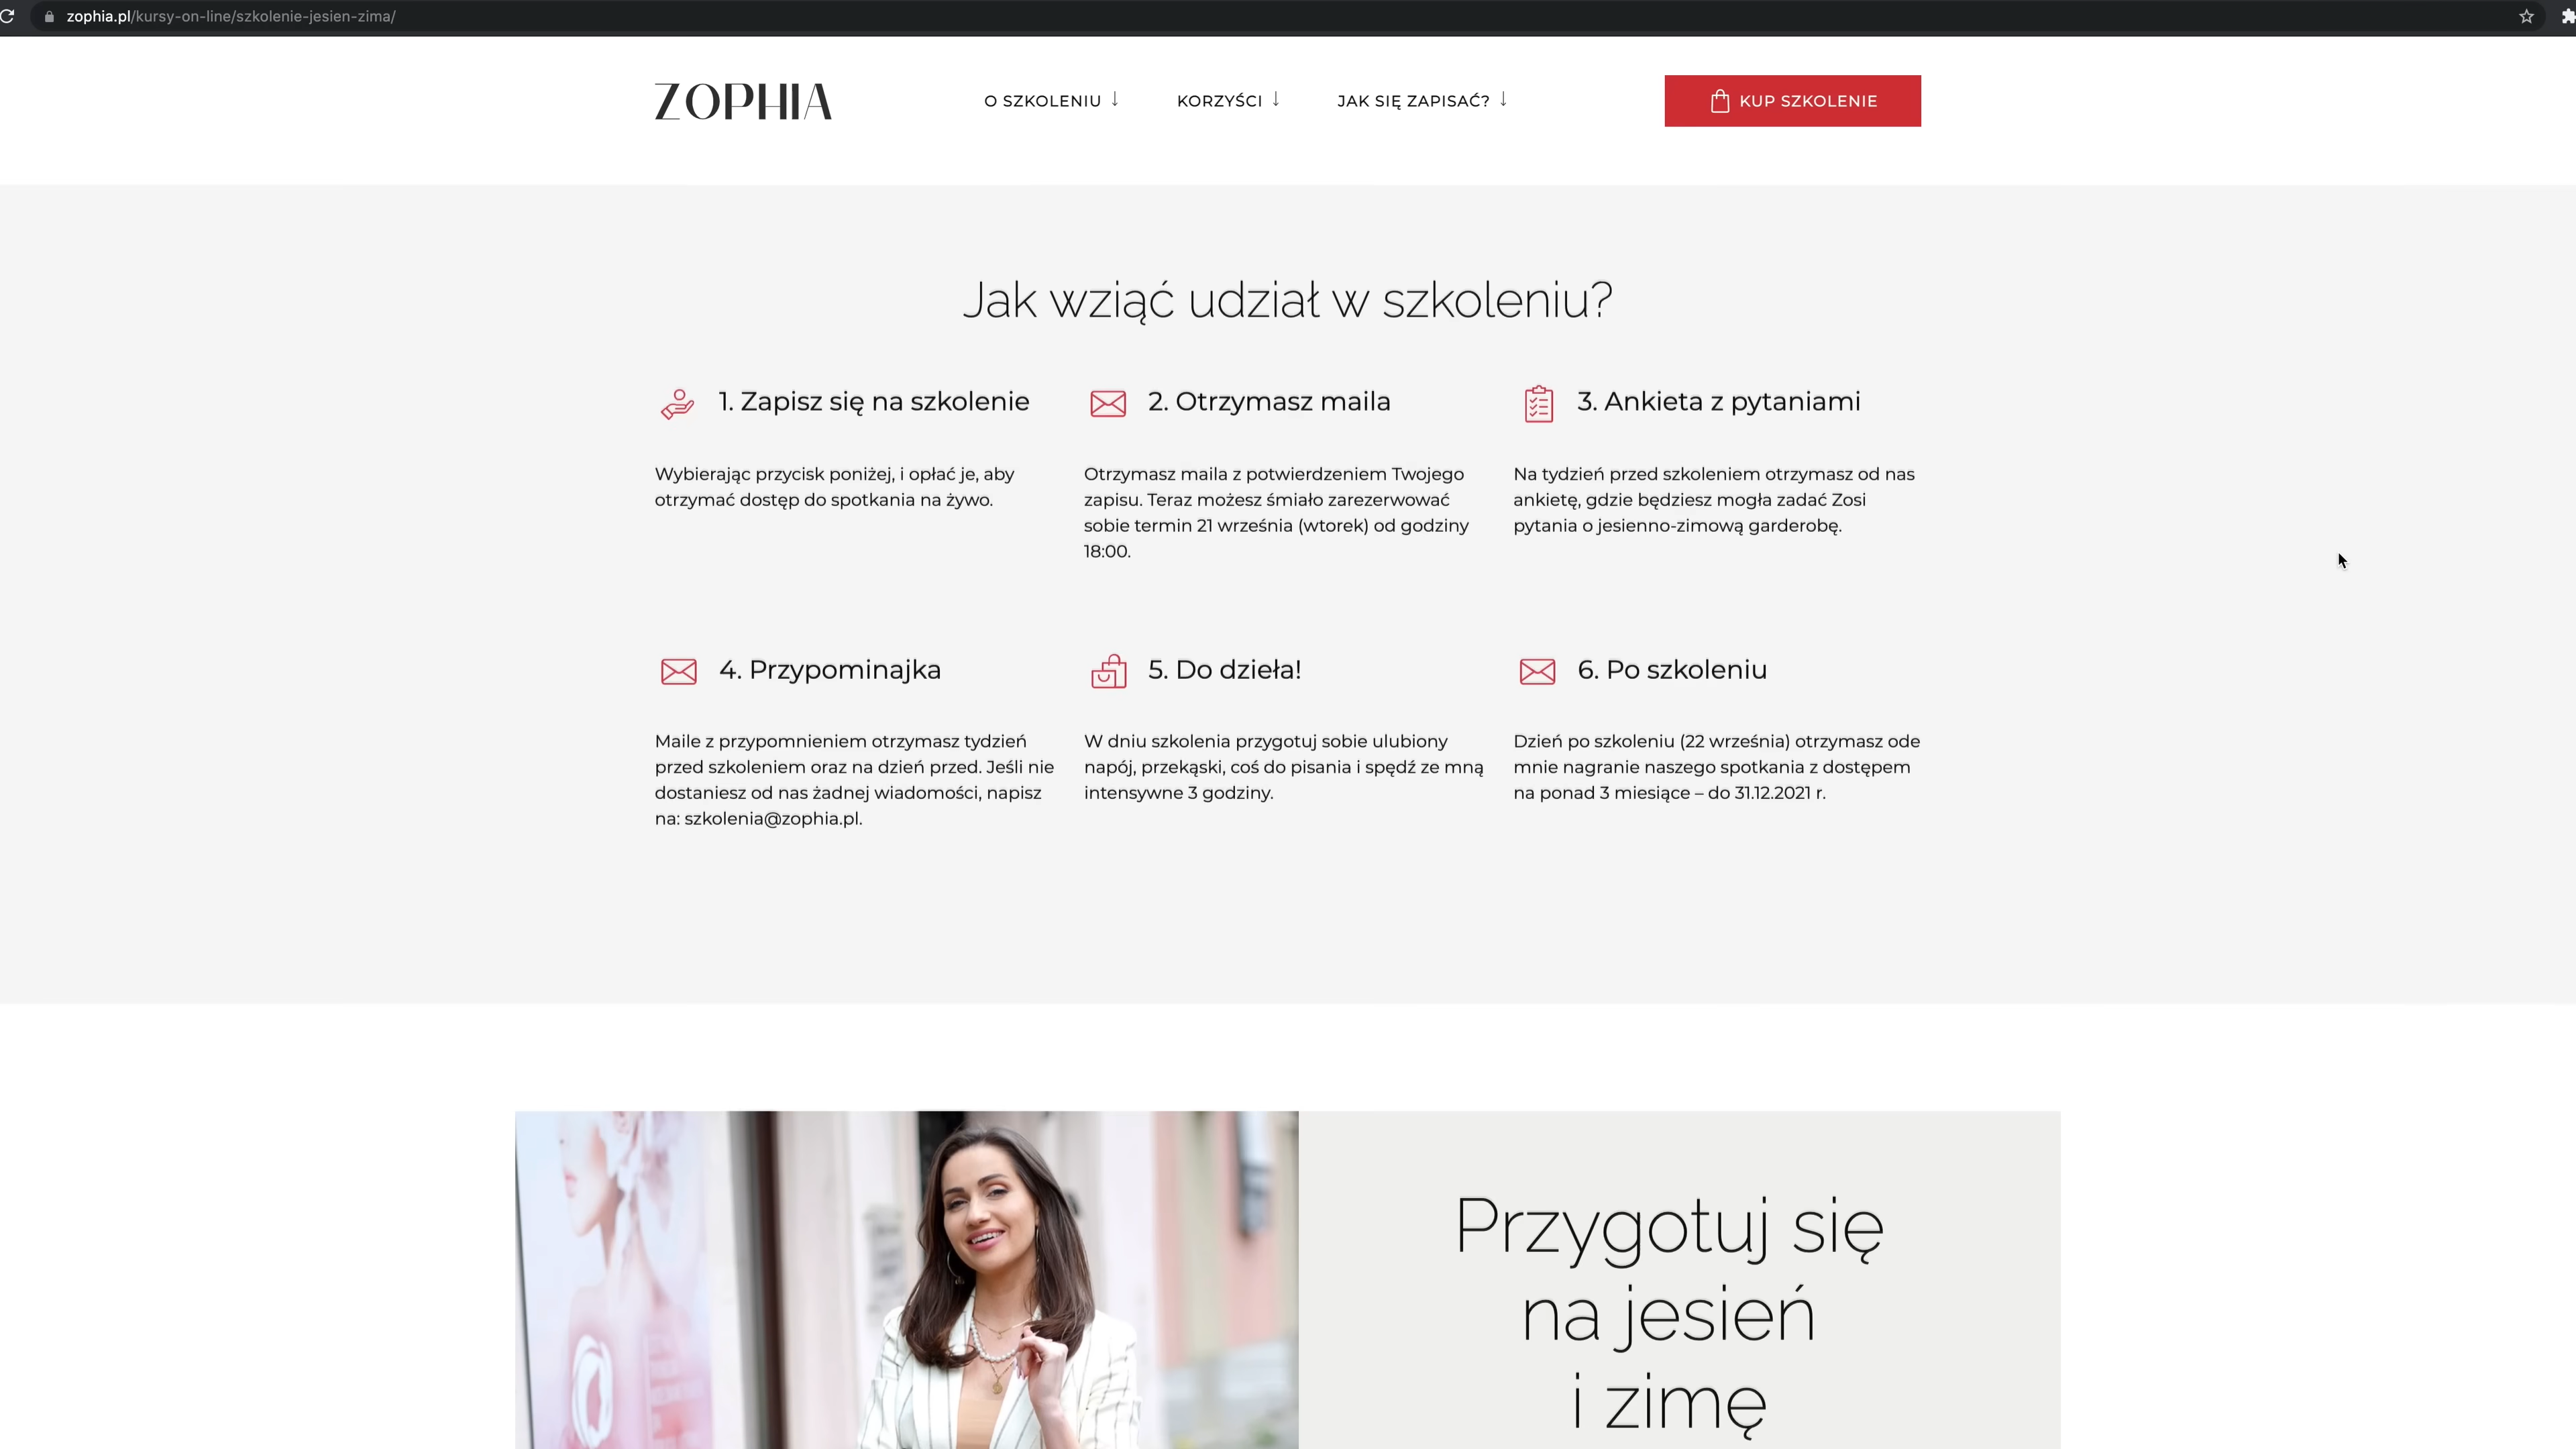 zophia.pl/kursy-on-line/szkolenie-jesien-zima/
ZOPHIA
O SZKOLENIU ↓
KORZYŚCI ↓
JAK SIĘ ZAPISAĆ? ↓
KUP SZKOLENIE
Jak wziąć udział w szkoleniu?
1. Zapisz się na szkolenie
Wybierając przycisk poniżej, i opłać je, aby
otrzymać dostęp do spotkania na żywo.
2. Otrzymasz maila
Otrzymasz maila z potwierdzeniem Twojego
zapisu. Teraz możesz śmiało zarezerwować
sobie termin 21 września (wtorek) od godziny
18:00.
3. Ankieta z pytaniami
Na tydzień przed szkoleniem otrzymasz od nas
ankietę, gdzie będziesz mogła zadać Zosi
pytania o jesienno-zimową garderobę.
4. Przypominajka
Maile z przypomnieniem otrzymasz tydzień
przed szkoleniem oraz na dzień przed. Jeśli nie
dostaniesz od nas żadnej wiadomości, napisz
na: szkolenia@zophia.pl.
5. Do dzieła!
W dniu szkolenia przygotuj sobie ulubiony
napój, przekąski, coś do pisania i spędź ze mną
intensywne 3 godziny.
6. Po szkoleniu
Dzień po szkoleniu (22 września) otrzymasz ode
mnie nagranie naszego spotkania z dostępem
na ponad 3 miesiące – do 31.12.2021 r.
Przygotuj się
na jesień
i zimę